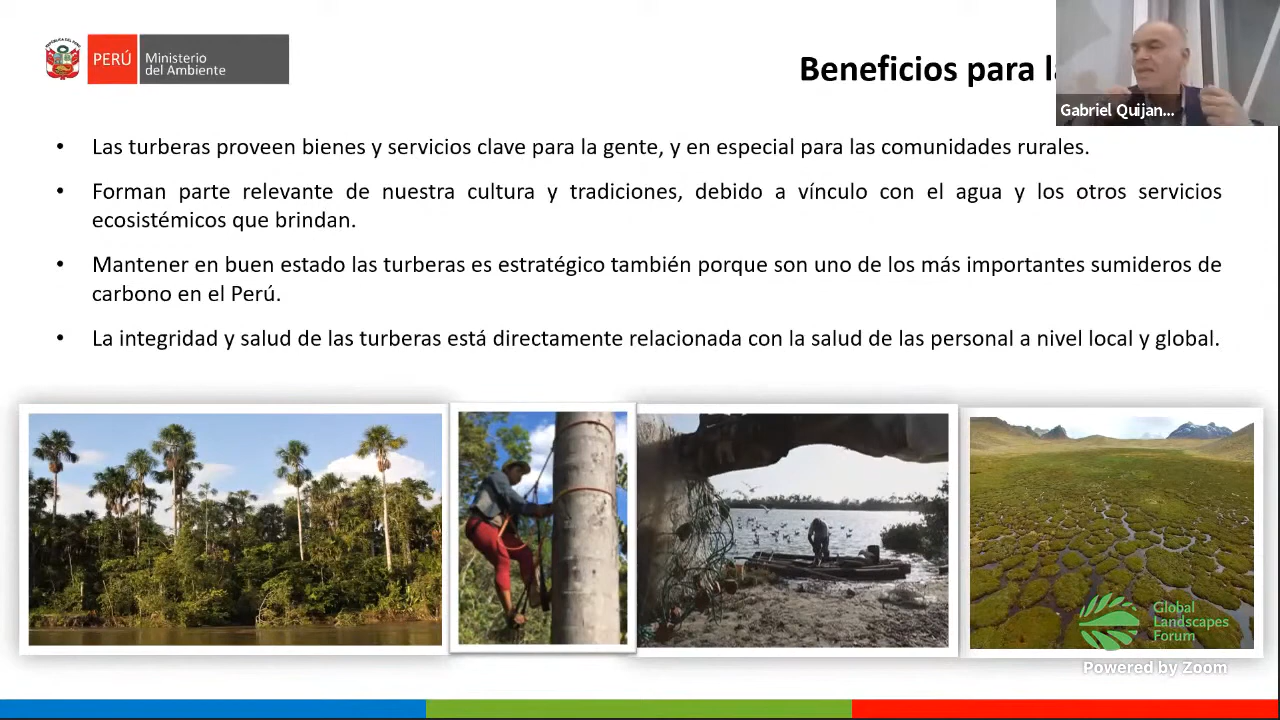 PERÚ
Ministerio
del Ambiente
Beneficios para
Gabriel Quijan...
• Las turberas proveen bienes y servicios clave para la gente, y en especial para las comunidades rurales.
• Forman parte relevante de nuestra cultura y tradiciones, debido a vínculo con el agua y los otros servicios
ecosistémicos que brindan.
• Mantener en buen estado las turberas es estratégico también porque son uno de los más importantes sumideros de
carbono en el Perú.
• La integridad y salud de las turberas está directamente relacionada con la salud de las personal a nivel local y global.
Global
Landscapes
Forum
Powered by Zoom